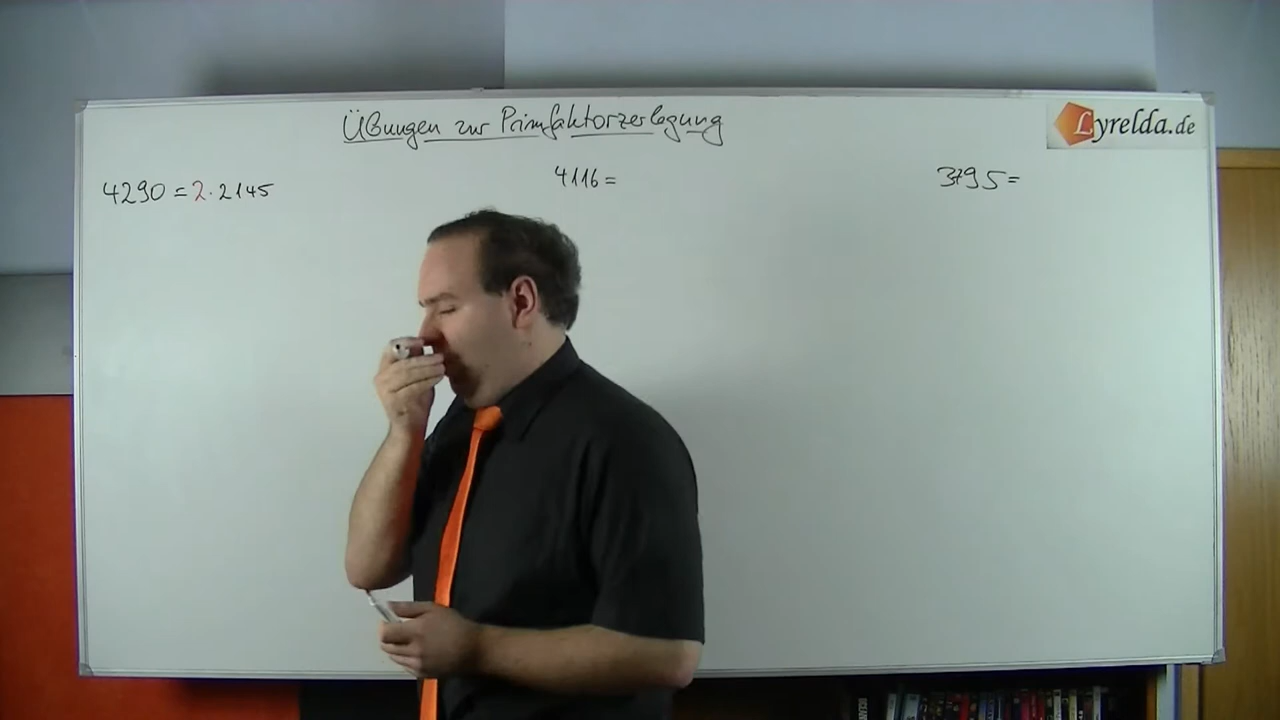 Übungen zur Primfaktorzerlegung
Lyrelda.de
4290 = 2 · 2145
4116 =
3795 =